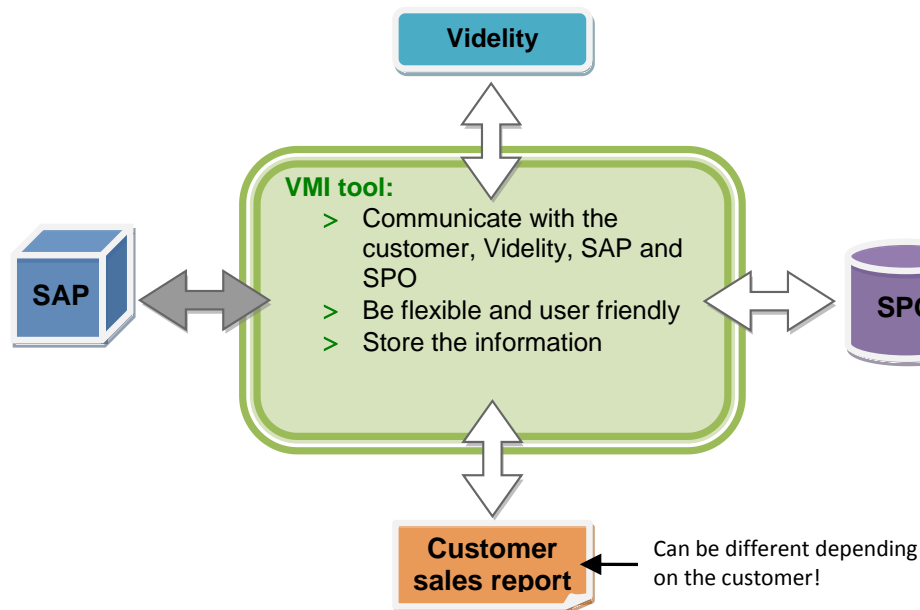 Videlity
VMI tool:
> Communicate with the
customer, Videlity, SAP and
SPO
> Be flexible and user friendly
> Store the information
SAP
Customer
sales report
Can be different depending
on the customer!